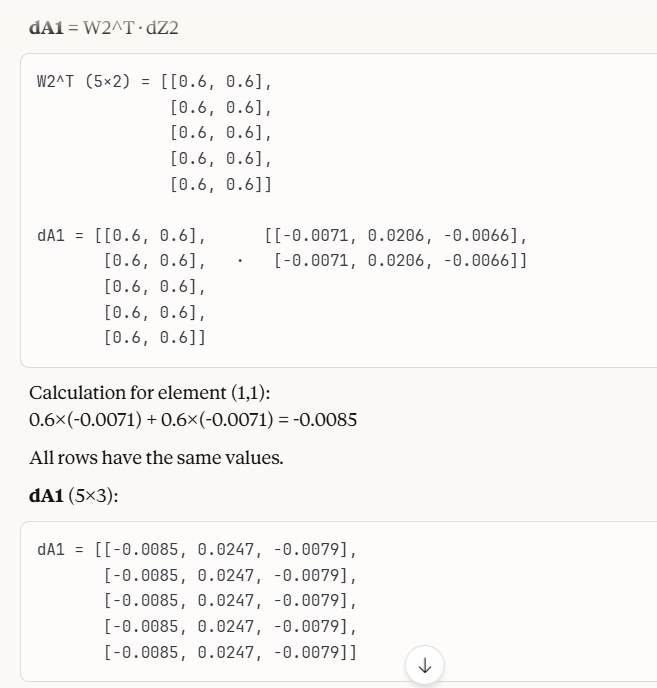 dA1 = W2^T · dZ2
W2^T (5×2) = [[0.6, 0.6],
[0.6, 0.6],
[0.6, 0.6],
[0.6, 0.6],
[0.6, 0.6]]
dA1 = [[0.6, 0.6],      [[-0.0071, 0.0206, -0.0066],
[0.6, 0.6],   ·   [-0.0071, 0.0206, -0.0066]]
[0.6, 0.6],
[0.6, 0.6],
[0.6, 0.6]]
Calculation for element (1,1):
0.6×(-0.0071) + 0.6×(-0.0071) = -0.0085
All rows have the same values.
dA1 (5×3):
dA1 = [[-0.0085, 0.0247, -0.0079],
[-0.0085, 0.0247, -0.0079],
[-0.0085, 0.0247, -0.0079],
[-0.0085, 0.0247, -0.0079],
[-0.0085, 0.0247, -0.0079]]